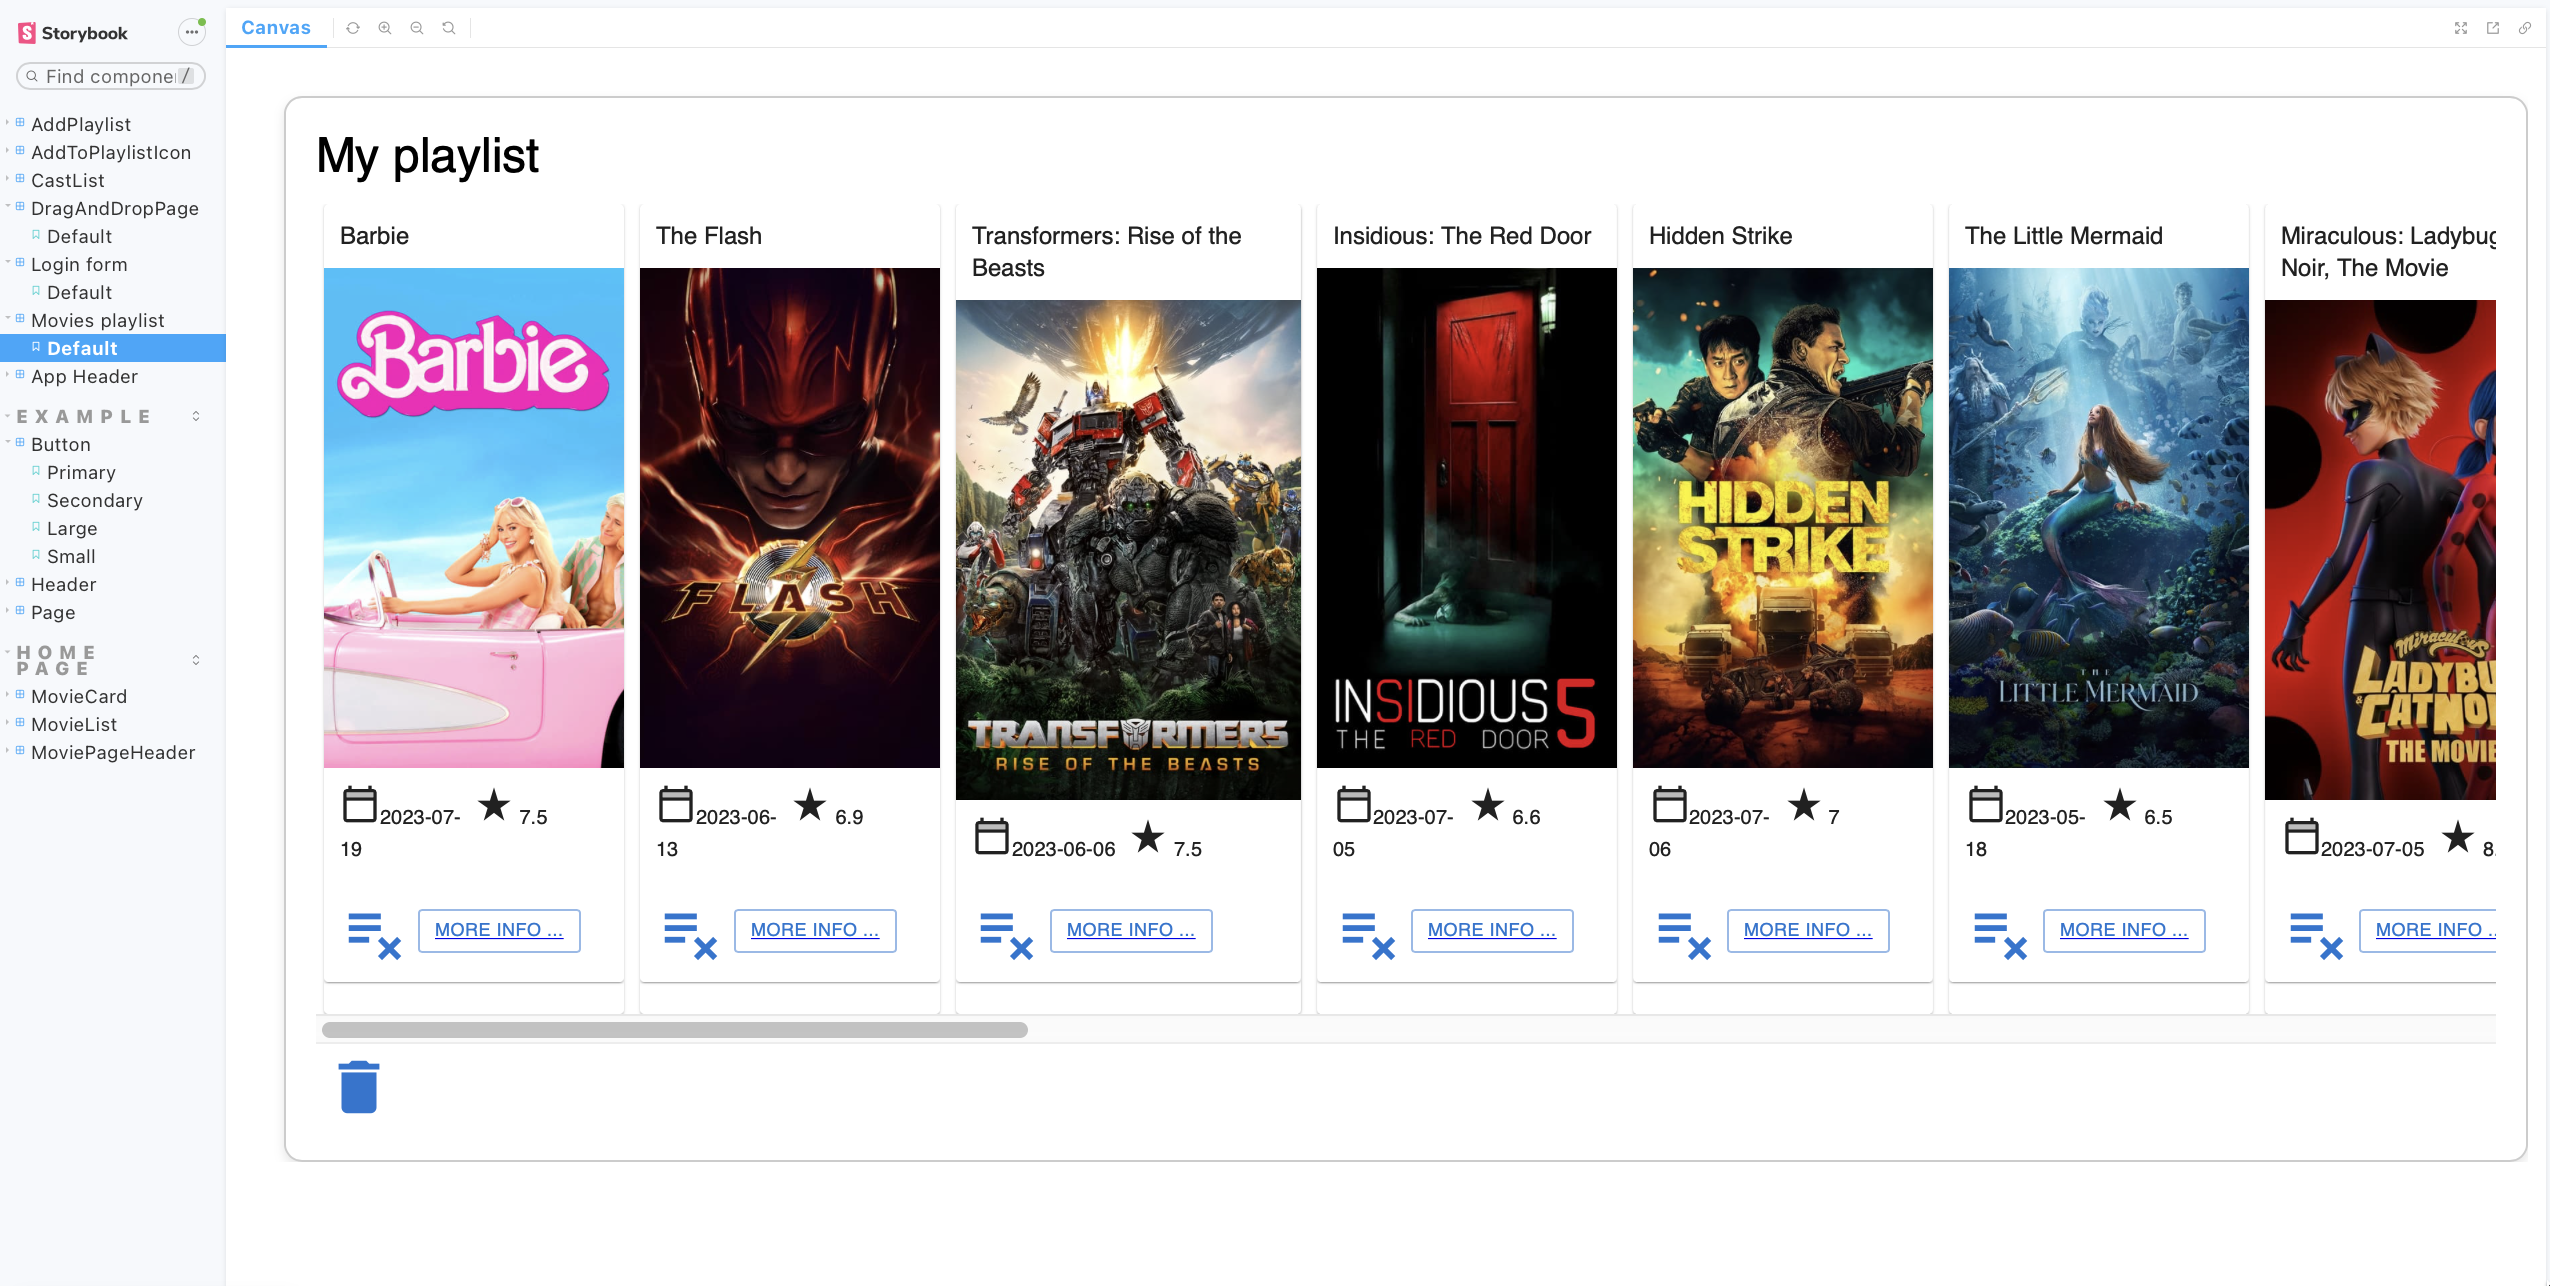 Storybook
Canvas
Find componen
/
AddPlaylist
AddToPlaylistIcon
CastList
DragAndDropPage
Default
Login form
Default
Movies playlist
Default
App Header
EXAMPLE
Button
Primary
Secondary
Large
Small
Header
Page
HOME
PAGE
MovieCard
MovieList
MoviePageHeader
My playlist
Barbie
Barbie
2023-07-
19
7.5
MORE INFO ...
The Flash
FLASH
2023-06-
13
6.9
MORE INFO ...
Transformers: Rise of the
Beasts
TRANSFORMERS
RISE OF THE BEASTS
2023-06-06
7.5
MORE INFO ...
Insidious: The Red Door
INSIDIOUS 5
THE RED DOOR
2023-07-
05
6.6
MORE INFO ...
Hidden Strike
HIDDEN
STRIKE
2023-07-
06
7
MORE INFO ...
The Little Mermaid
THE
LITTLE MERMAID
2023-05-
18
6.5
MORE INFO ...
Miraculous: Ladybug
Noir, The Movie
Miraculous
LADYBU
& CATNOI
THE MOVIE
2023-07-05
8.
MORE INFO ..